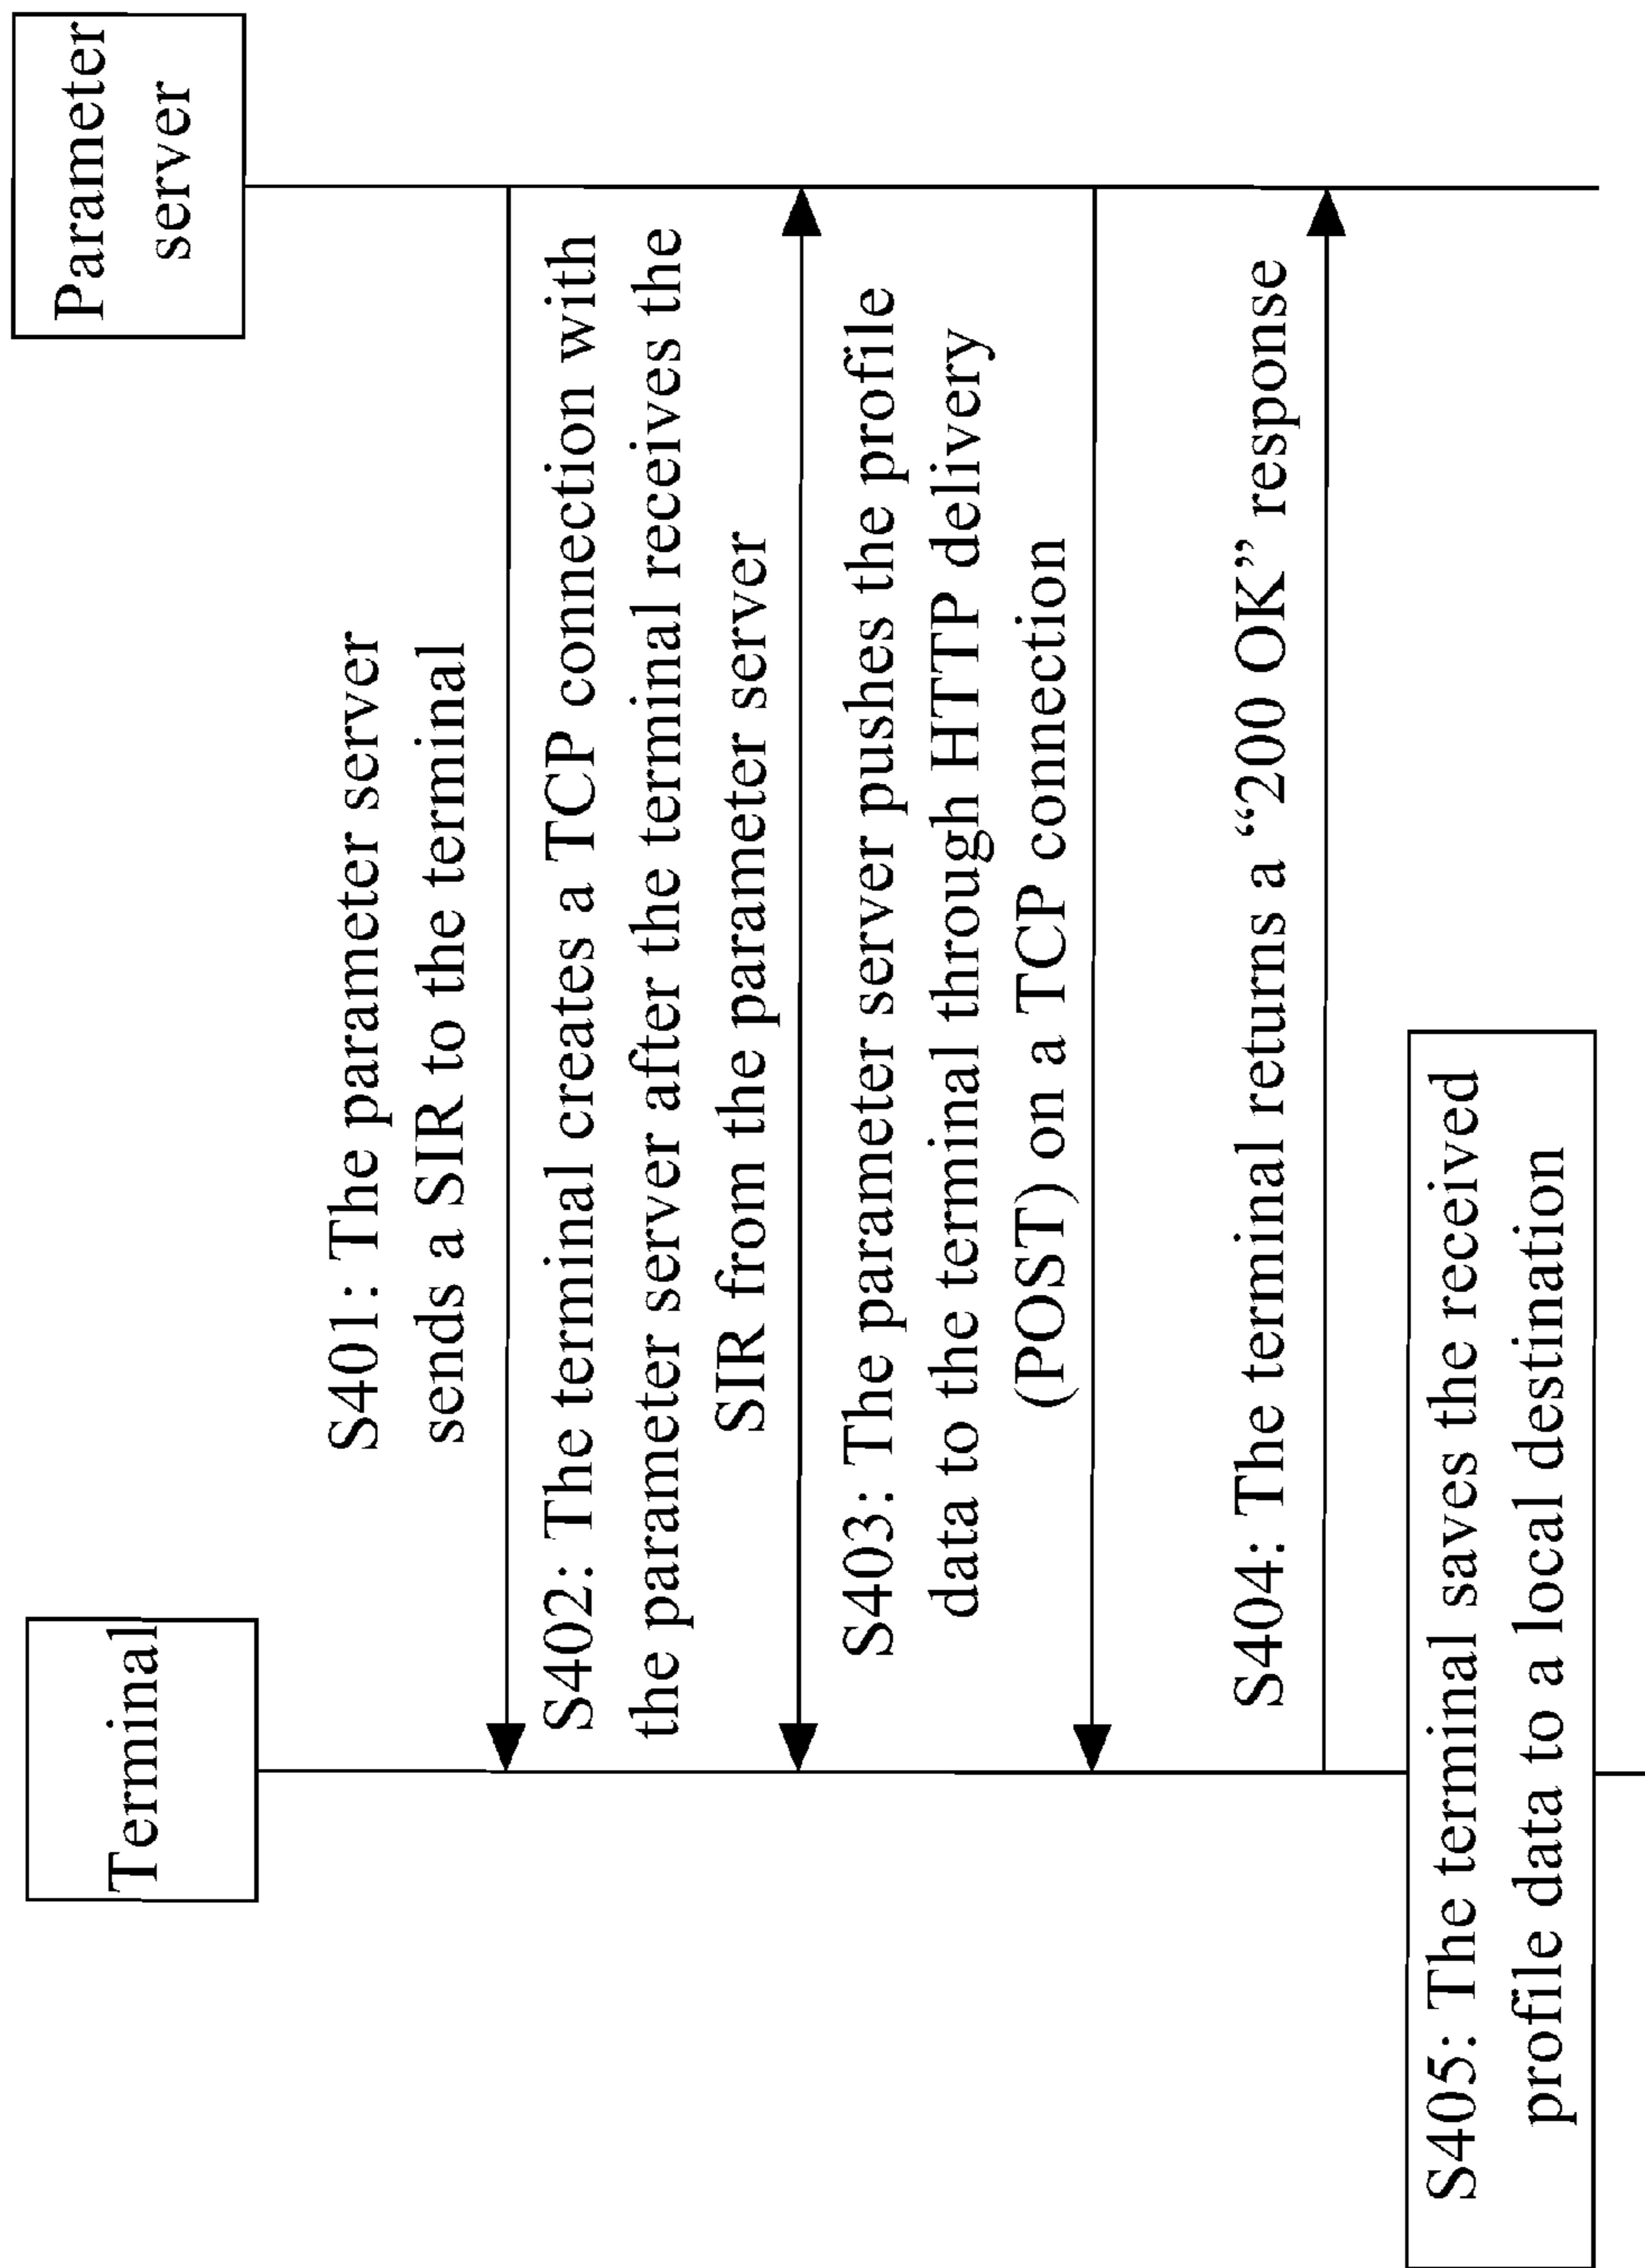 Terminal
Parameter
server
S401: The parameter server
sends a SIR to the terminal
S402: The terminal creates a TCP connection with
the parameter server after the terminal receives the
SIR from the parameter server
S403: The parameter server pushes the profile
data to the terminal through HTTP delivery
(POST) on a TCP connection
S404: The terminal returns a “200 OK” response
S405: The terminal saves the received
profile data to a local destination